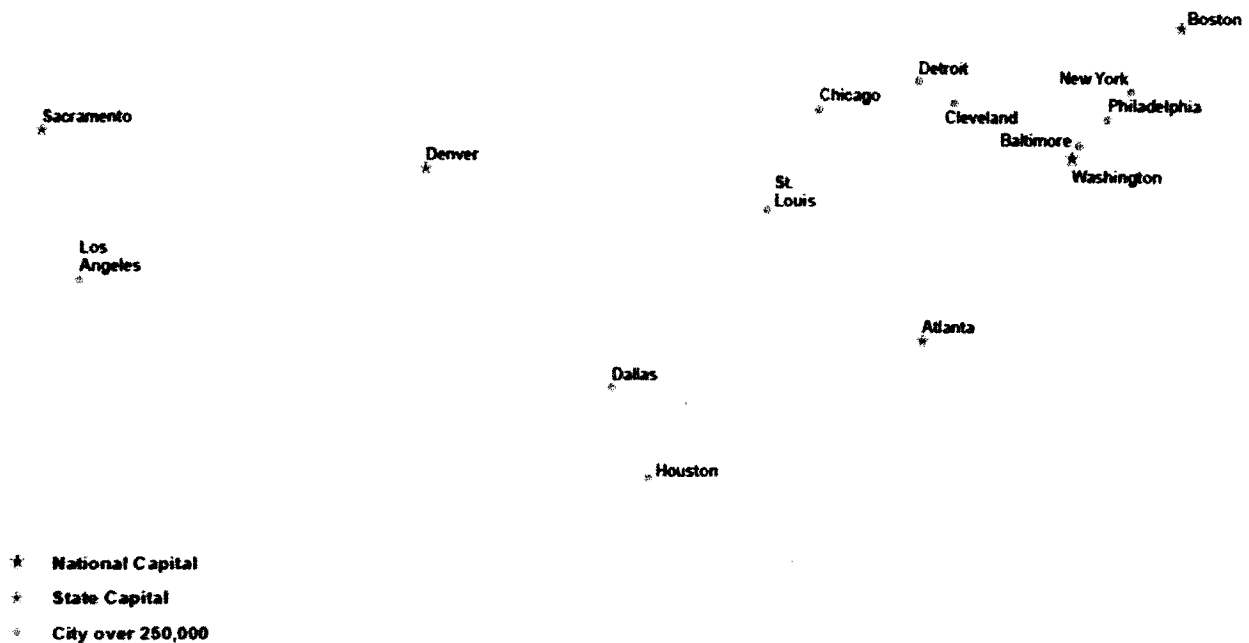 Boston
Detroit
New York
Chicago
Philadelphia
Sacramento
Cleveland
Baltimore
Denver
Washington
St.
Louis
Los
Angeles
Atlanta
Dallas
Houston
National Capital
State Capital
City over 250,000